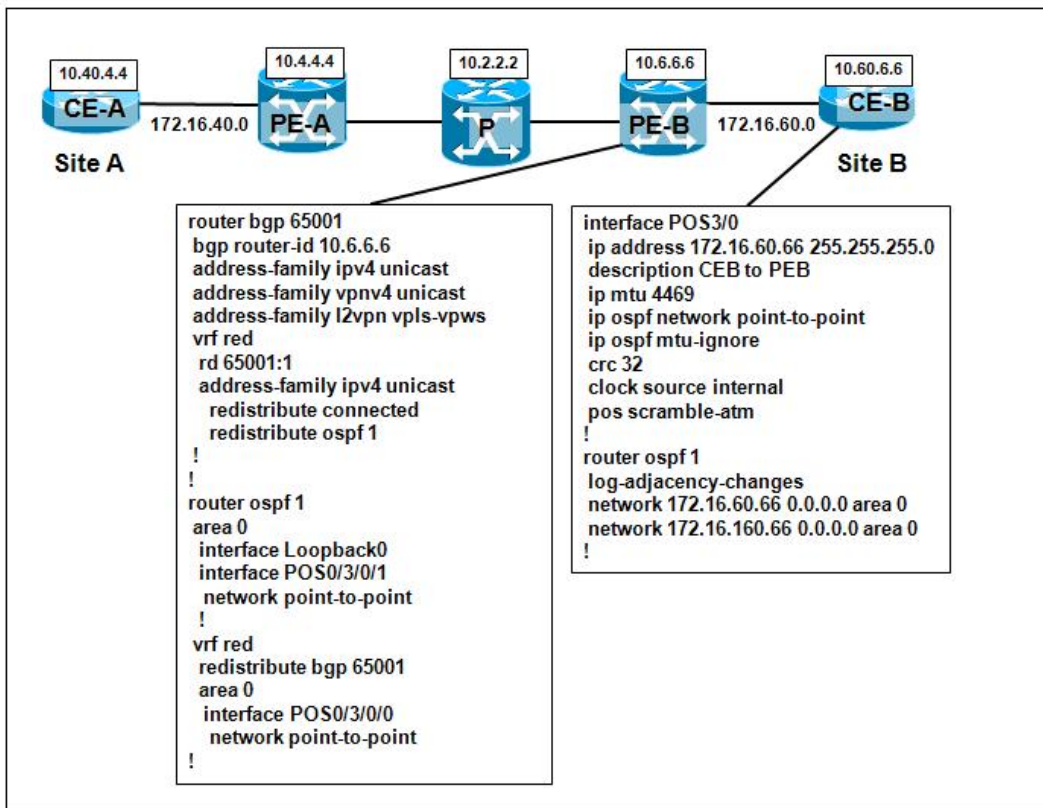 10.40.4.4
10.4.4.4
10.2.2.2
10.6.6.6
10.60.6.6
CE-A
172.16.40.0
PE-A
P
PE-B
172.16.60.0
CE-B
Site A
Site B
router bgp 65001
bgp router-id 10.6.6.6
address-family ipv4 unicast
address-family vpnv4 unicast
address-family l2vpn vpls-vpws
vrf red
rd 65001:1
address-family ipv4 unicast
redistribute connected
redistribute ospf 1
!
!
router ospf 1
area 0
interface Loopback0
interface POS0/3/0/1
network point-to-point
!
vrf red
redistribute bgp 65001
area 0
interface POS0/3/0/0
network point-to-point
!
interface POS3/0
ip address 172.16.60.66 255.255.255.0
description CEB to PEB
ip mtu 4469
ip ospf network point-to-point
ip ospf mtu-ignore
crc 32
clock source internal
pos scramble-atm
!
router ospf 1
log-adjacency-changes
network 172.16.60.66 0.0.0.0 area 0
network 172.16.160.66 0.0.0.0 area 0
!